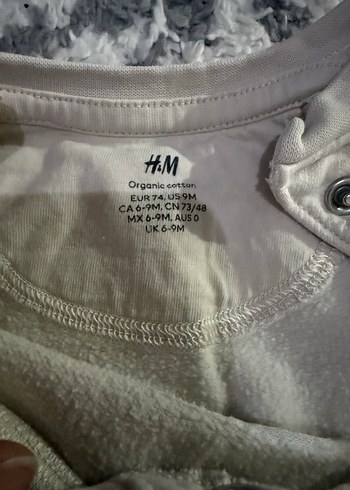 H&M
Organic cotton
EUR 74, US 9M
CA 6-9M, CN 73/48
MX 6-9M, AUS 0
UK 6-9M